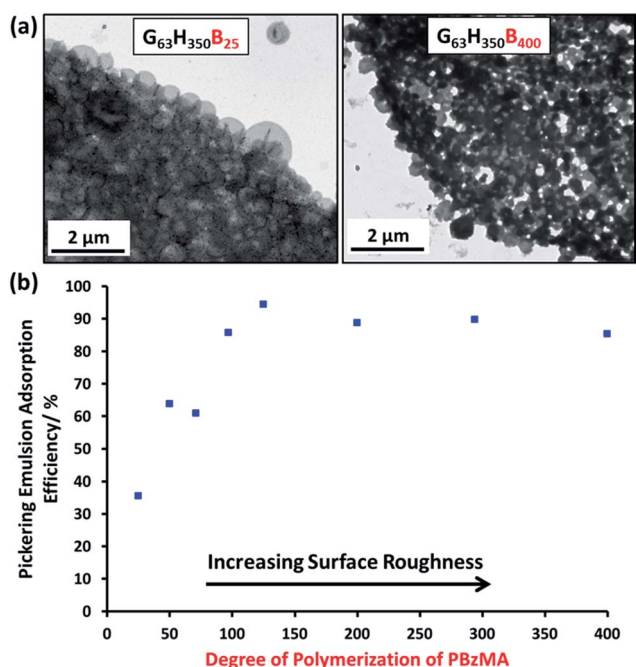 (a)
G₆₃H₃₅₀B₂₅
G₆₃H₃₅₀B₄₀₀
2 µm
2 µm
(b)
Pickering Emulsion Adsorption
Efficiency/ %
100
90
80
70
60
50
40
30
20
10
0
Increasing Surface Roughness
0 50 100 150 200 250 300 350 400
Degree of Polymerization of PBzMA